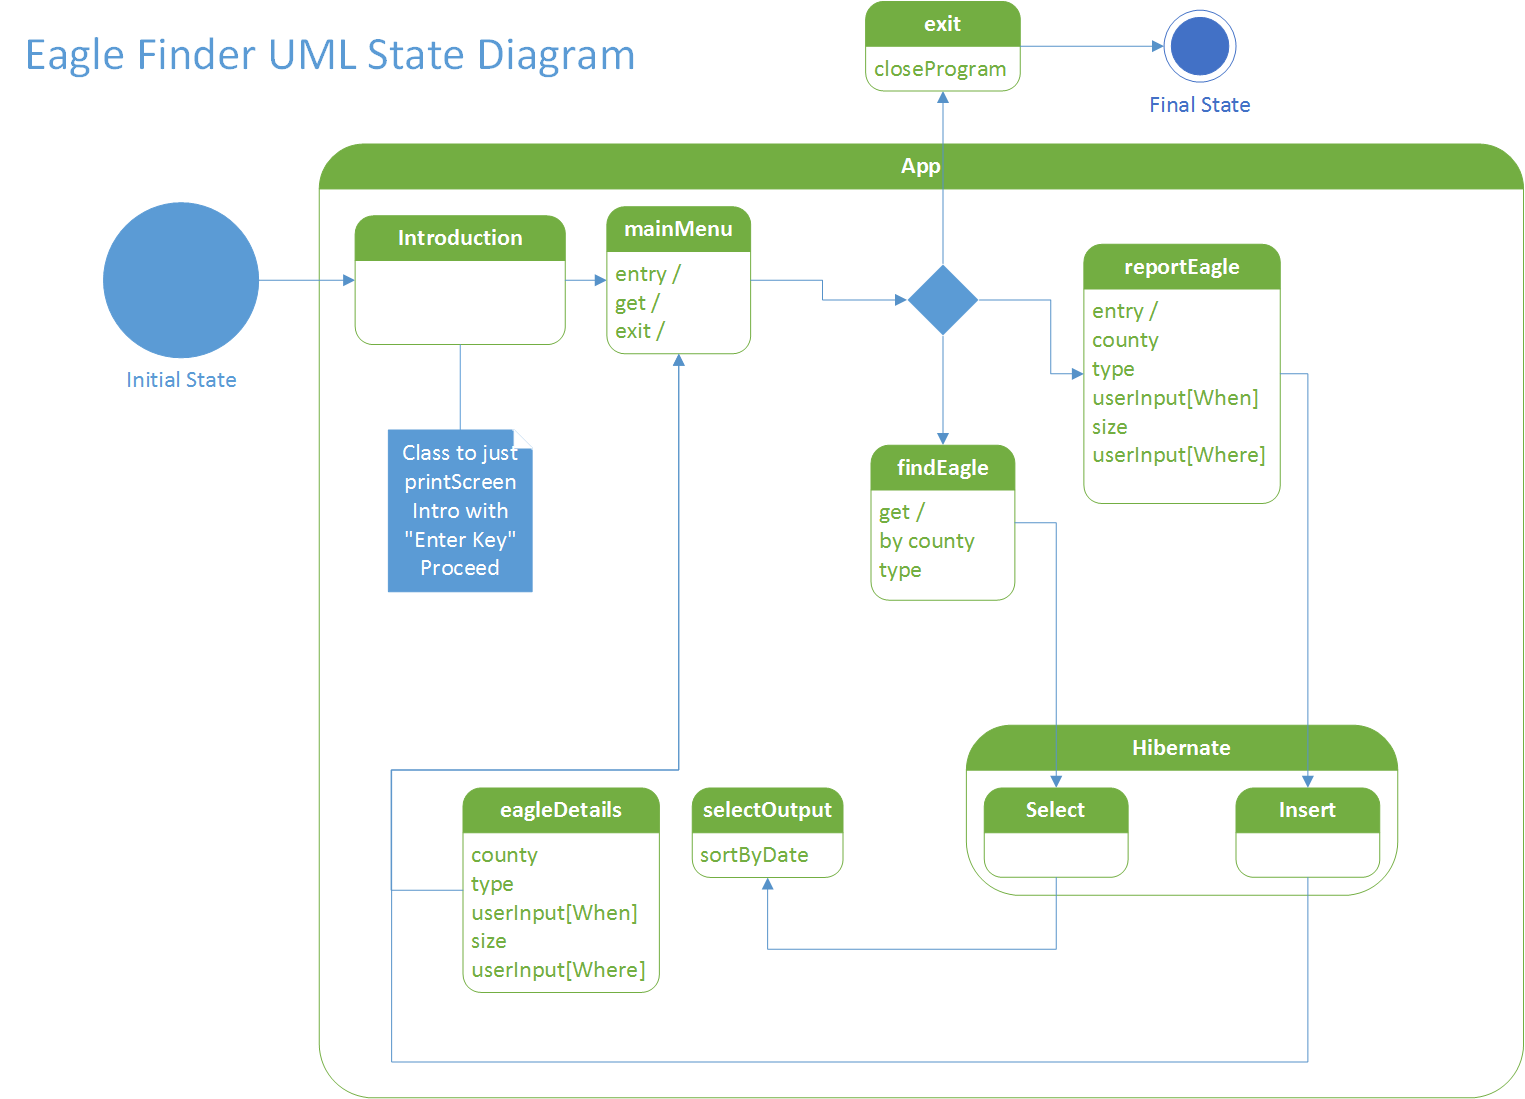 Eagle Finder UML State Diagram
exit
closeProgram
Final State
App
Initial State
Introduction
mainMenu
entry /
get /
exit /
reportEagle
entry /
county
type
userInput[When]
size
userInput[Where]
Class to just
printScreen
Intro with
"Enter Key"
Proceed
findEagle
get /
by county
type
Hibernate
eagleDetails
county
type
userInput[When]
size
userInput[Where]
selectOutput
sortByDate
Select
Insert